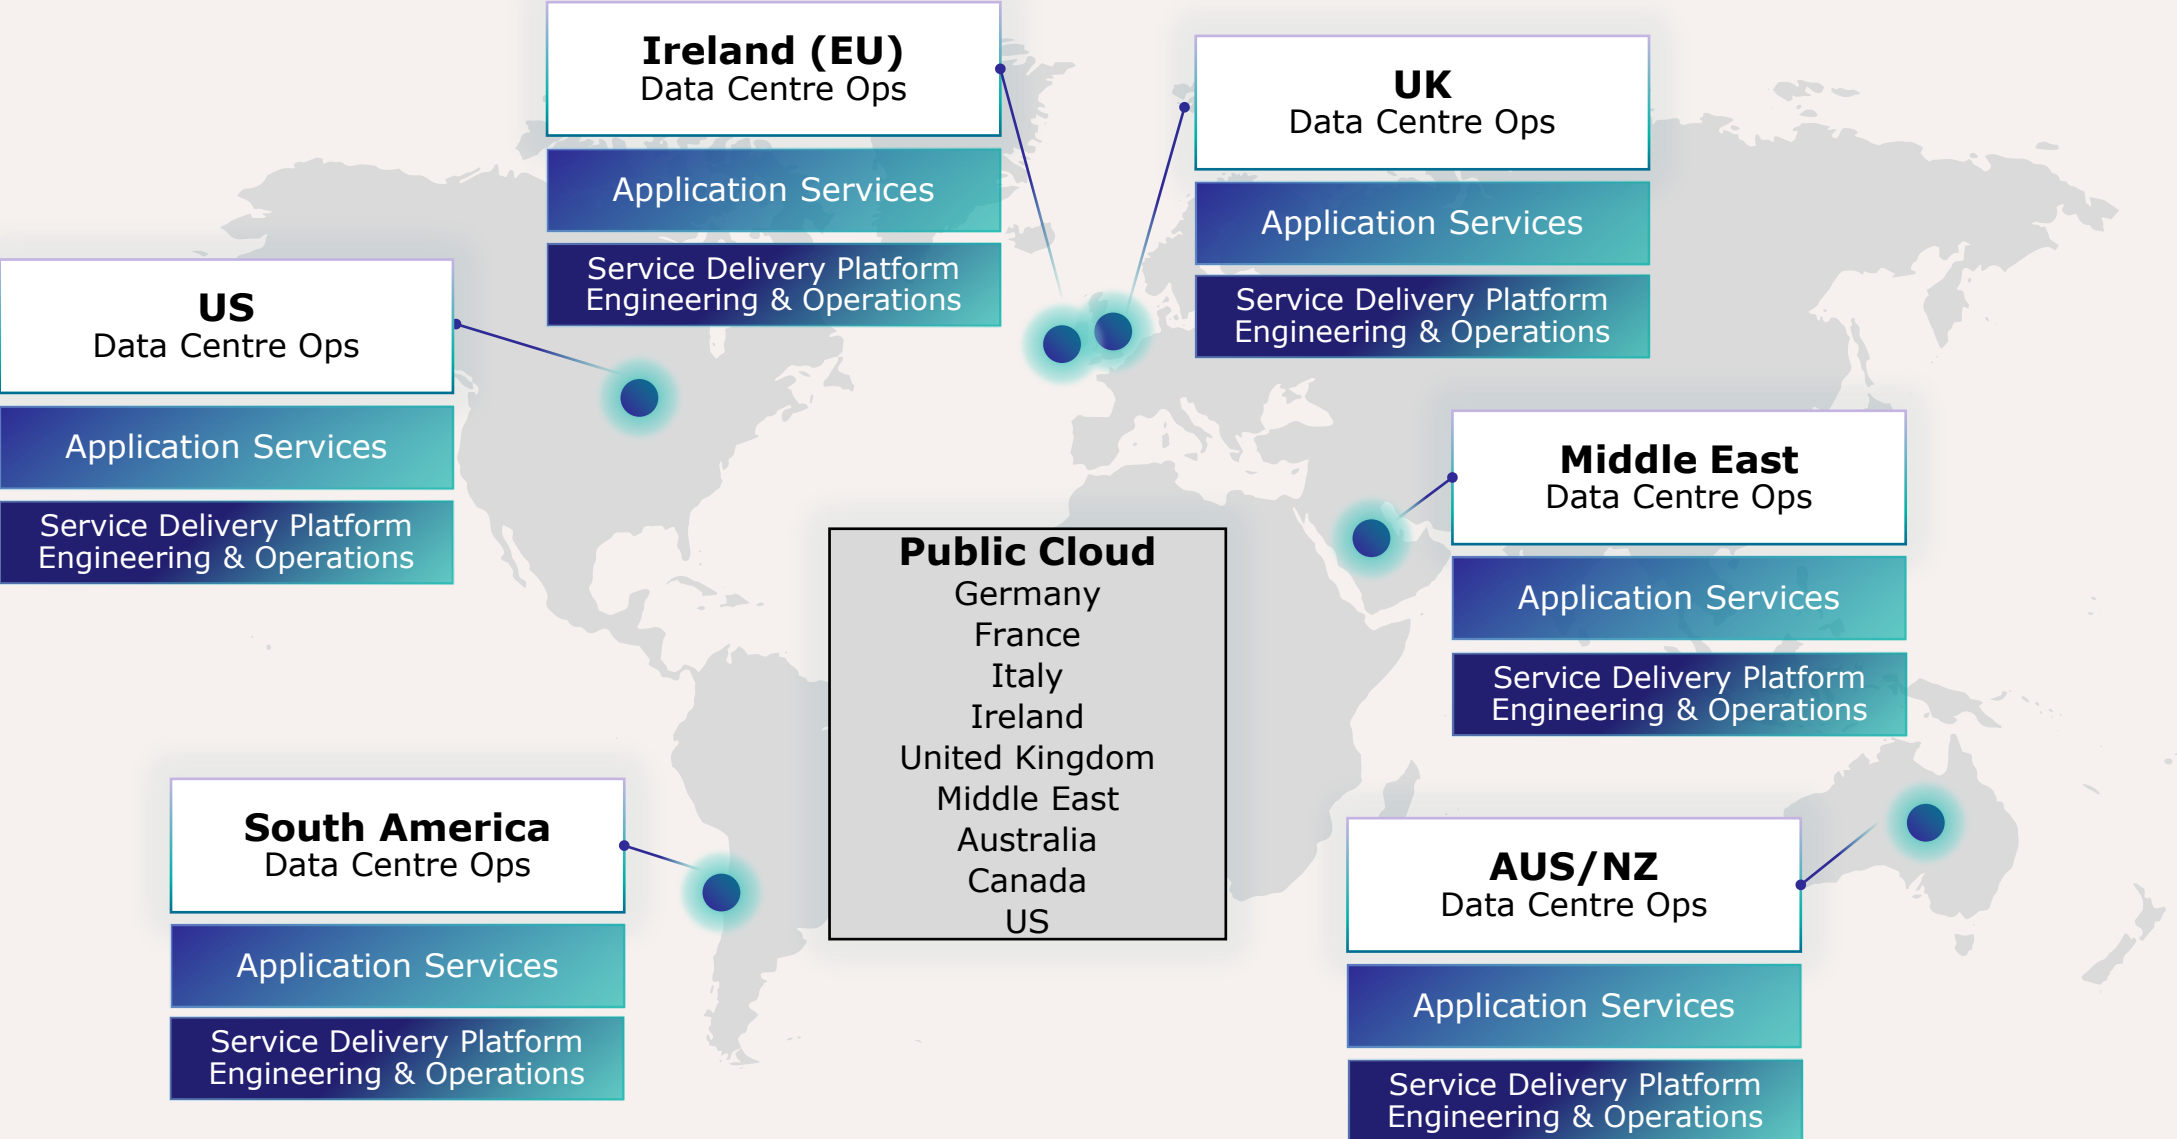 Ireland (EU)
Data Centre Ops
Application Services
Service Delivery Platform
Engineering & Operations
UK
Data Centre Ops
Application Services
Service Delivery Platform
Engineering & Operations
US
Data Centre Ops
Application Services
Service Delivery Platform
Engineering & Operations
Middle East
Data Centre Ops
Application Services
Service Delivery Platform
Engineering & Operations
Public Cloud
Germany
France
Italy
Ireland
United Kingdom
Middle East
Australia
Canada
US
South America
Data Centre Ops
Application Services
Service Delivery Platform
Engineering & Operations
AUS/NZ
Data Centre Ops
Application Services
Service Delivery Platform
Engineering & Operations